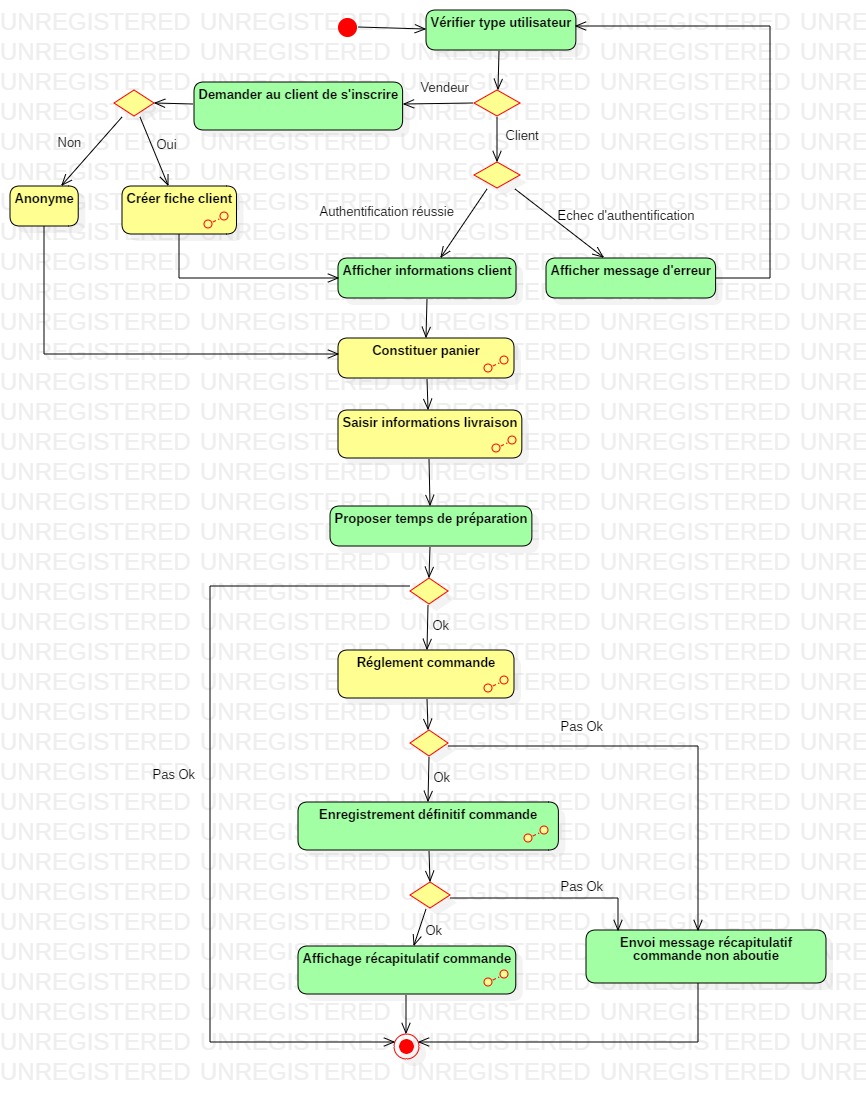 Vérifier type utilisateur
Vendeur
Demander au client de s'inscrire
Client
Non
Oui
Anonyme
Créer fiche client
Authentification réussie
Echec d'authentification
Afficher informations client
Afficher message d'erreur
Constituer panier
Saisir informations livraison
Proposer temps de préparation
Ok
Réglement commande
Pas Ok
Pas Ok
Ok
Enregistrement définitif commande
Pas Ok
Ok
Affichage récapitulatif commande
Envoi message récapitulatif
commande non aboutie
UNREGISTERED